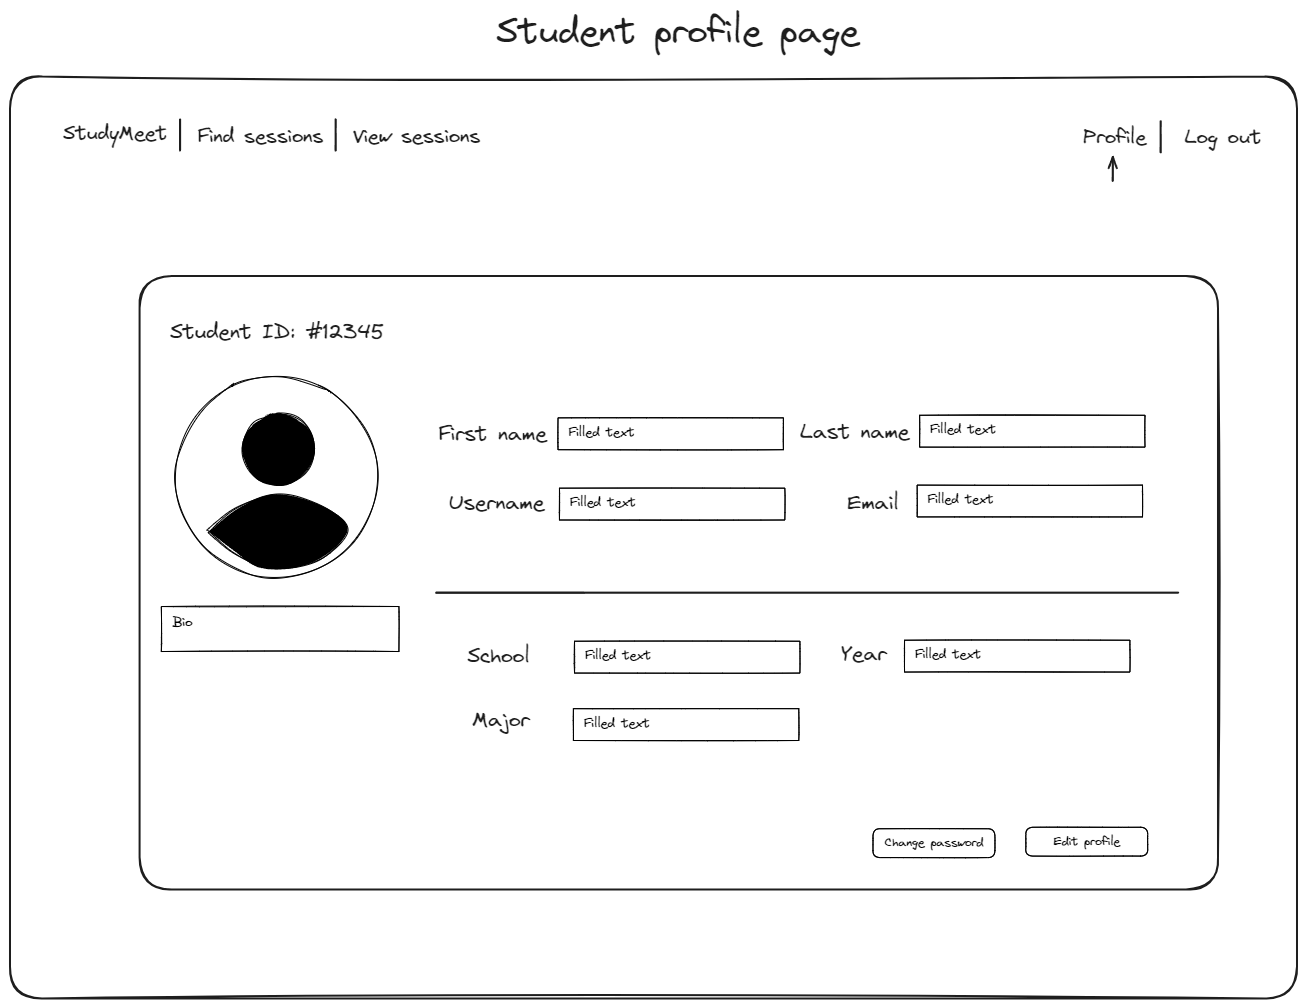 Student profile page
StudyMeet Find sessions View sessions Profile Log out
Student ID: #12345
First name Filled text Last name Filled text
Username Filled text Email Filled text
Bio
School Filled text Year Filled text
Major Filled text
Change password Edit profile